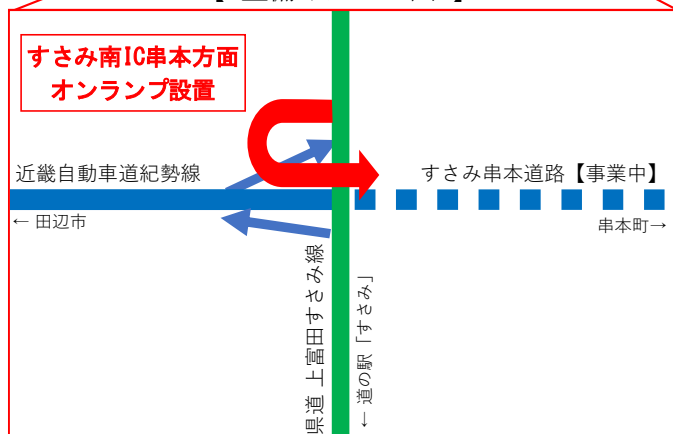 すさみ南IC串本方面
オンランプ設置
近畿自動車道紀勢線
すさみ串本道路【事業中】
← 田辺市
串本町→
県道 上富田すさみ線
← 道の駅「すさみ」